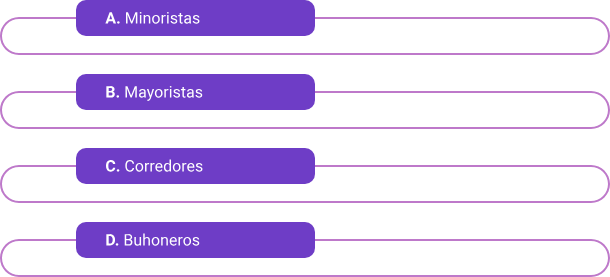 A. Minoristas
B. Mayoristas
C. Corredores
D. Buhoneros